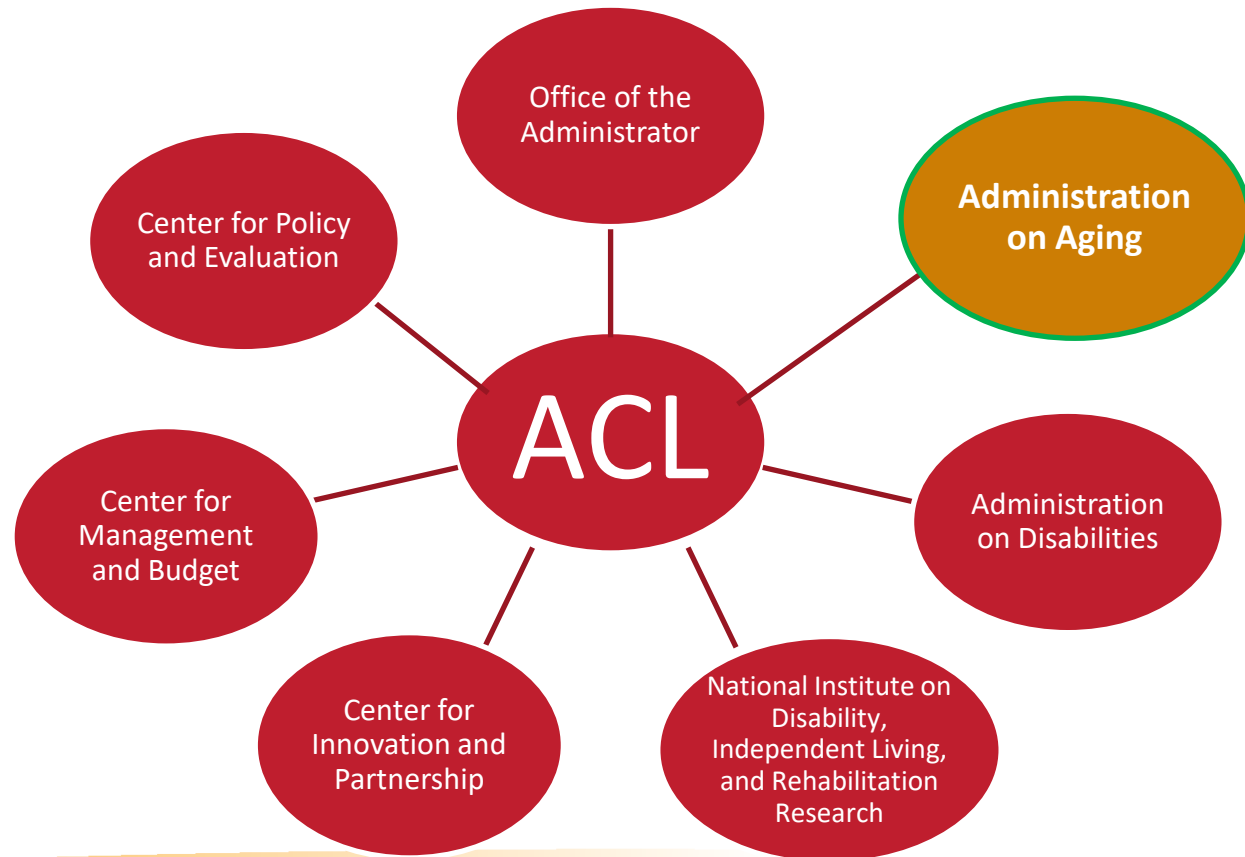 Office of the
Administrator
Administration
on Aging
Center for Policy
and Evaluation
ACL
Center for
Management
and Budget
Administration
on Disabilities
Center for
Innovation and
Partnership
National Institute on
Disability,
Independent Living,
and Rehabilitation
Research